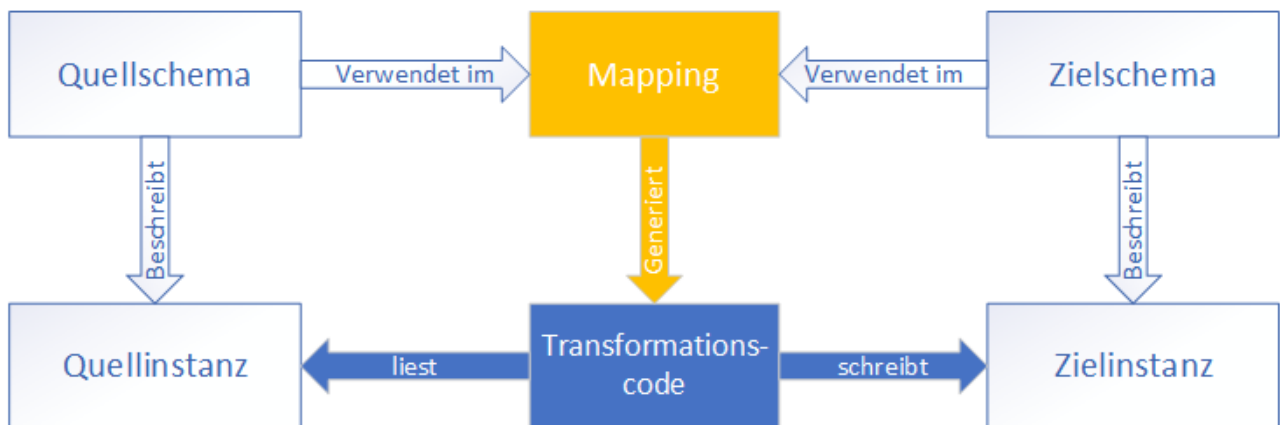 Quellschema
Verwendet im
Mapping
Verwendet im
Zielschema
Beschreibt
Generiert
Beschreibt
Quellinstanz
liest
Transformations-
code
schreibt
Zielinstanz